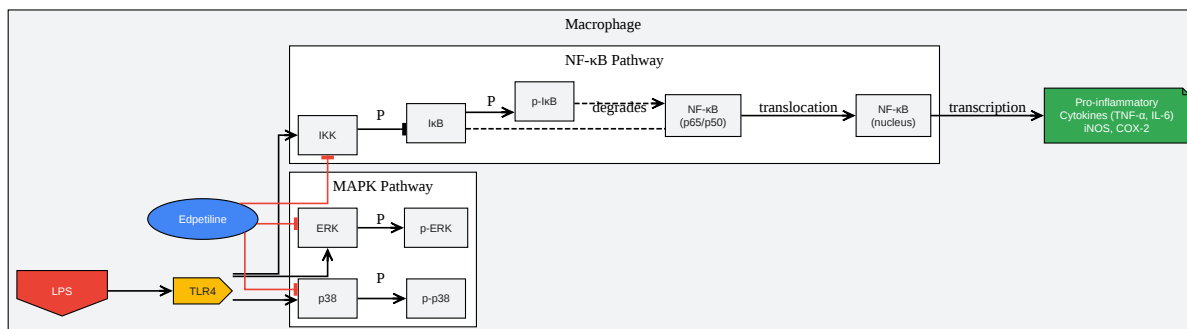 Macrophage
NF-κB Pathway
P
p-IκB
degrades
P
IκB
IKK
NF-κB
(p65/p50)
translocation
NF-κB
(nucleus)
transcription
Pro-inflammatory
Cytokines (TNF-α, IL-6)
iNOS, COX-2
MAPK Pathway
Edpetiline
ERK
P
p-ERK
LPS
TLR4
p38
P
p-p38